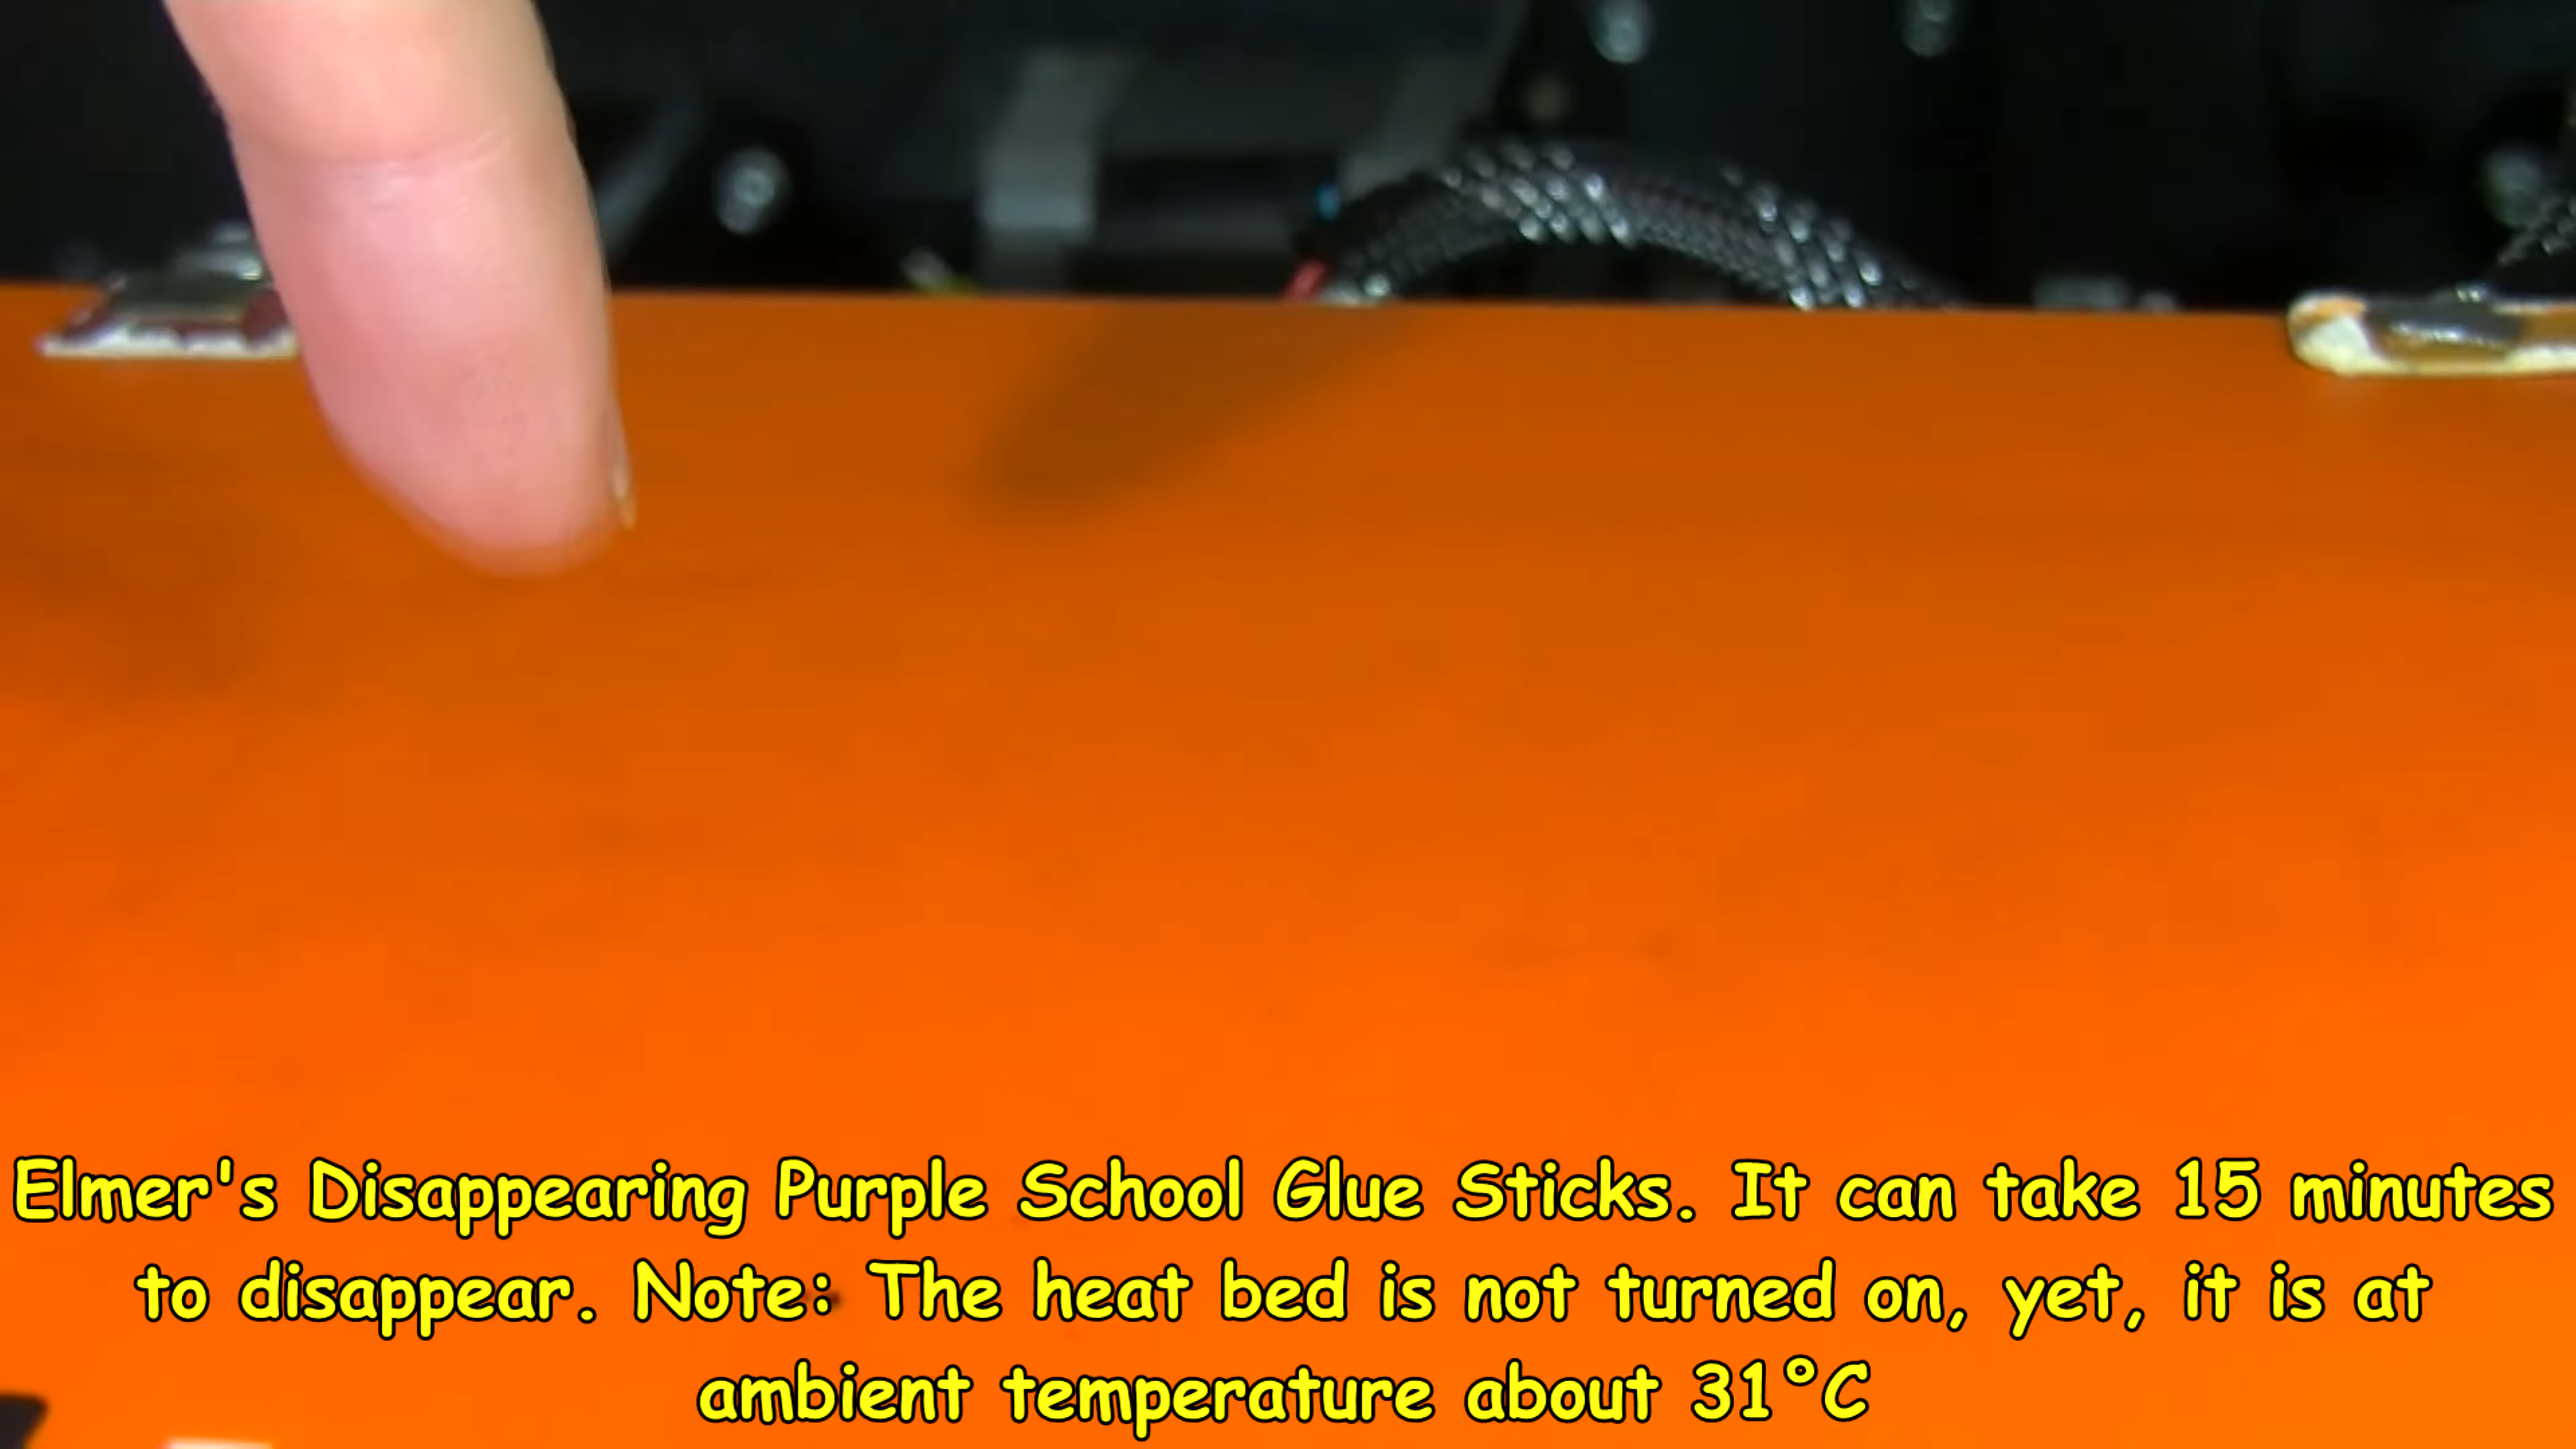 Elmer's Disappearing Purple School Glue Sticks. It can take 15 minutes
to disappear. Note: The heat bed is not turned on, yet, it is at
ambient temperature about 31°C